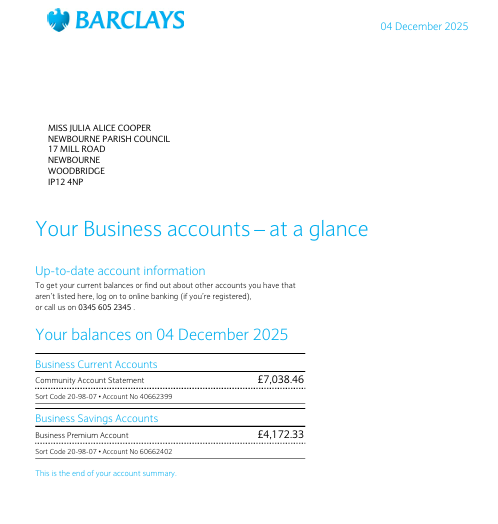 BARCLAYS
04 December 2025
MISS JULIA ALICE COOPER
NEWBOURNE PARISH COUNCIL
17 MILL ROAD
NEWBOURNE
WOODBRIDGE
IP12 4NP
Your Business accounts – at a glance
Up-to-date account information
To get your current balances or find out about other accounts you have that
aren't listed here, log on to online banking (if you're registered),
or call us on 0345 605 2345 .
Your balances on 04 December 2025
Business Current Accounts
Community Account Statement £7,038.46
Sort Code 20-98-07 • Account No 40662399
Business Savings Accounts
Business Premium Account £4,172.33
Sort Code 20-98-07 • Account No 60662402
This is the end of your account summary.